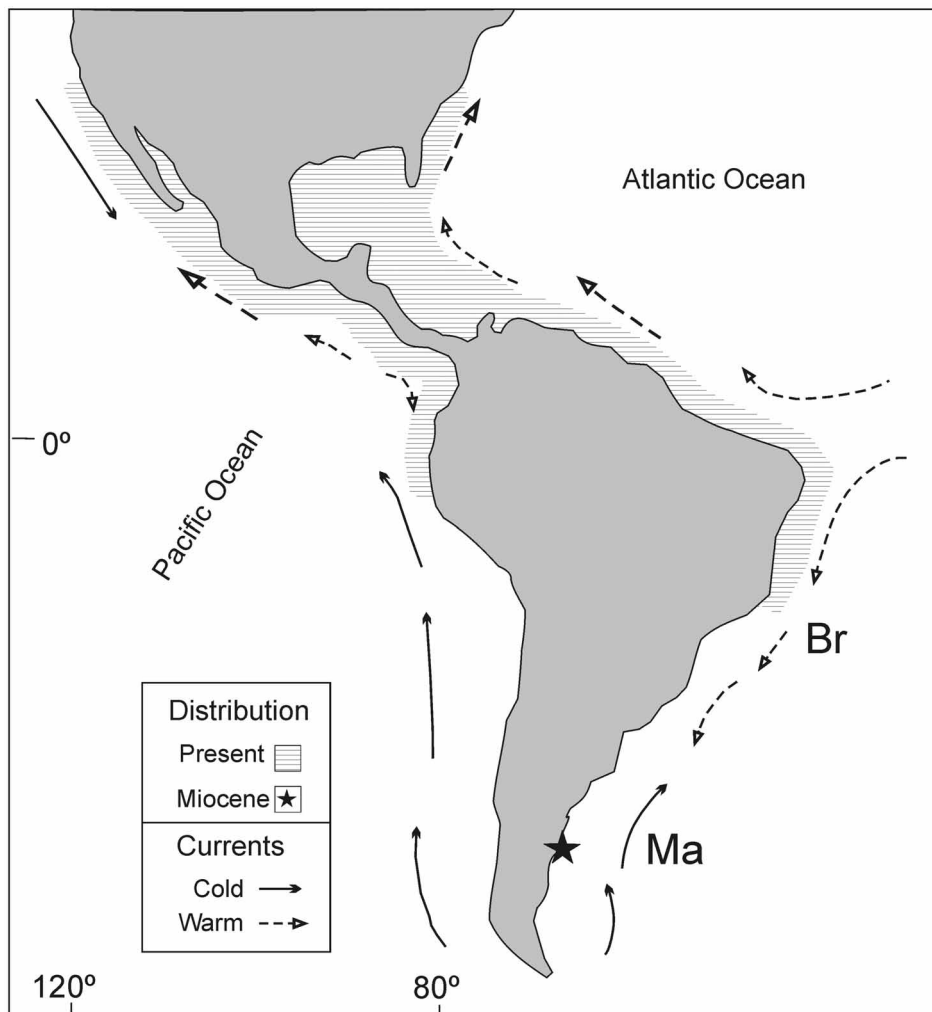 Atlantic Ocean
0º
Pacific Ocean
Br
Distribution
Present
Miocene
Ma
Currents
Cold
Warm
120º
80º